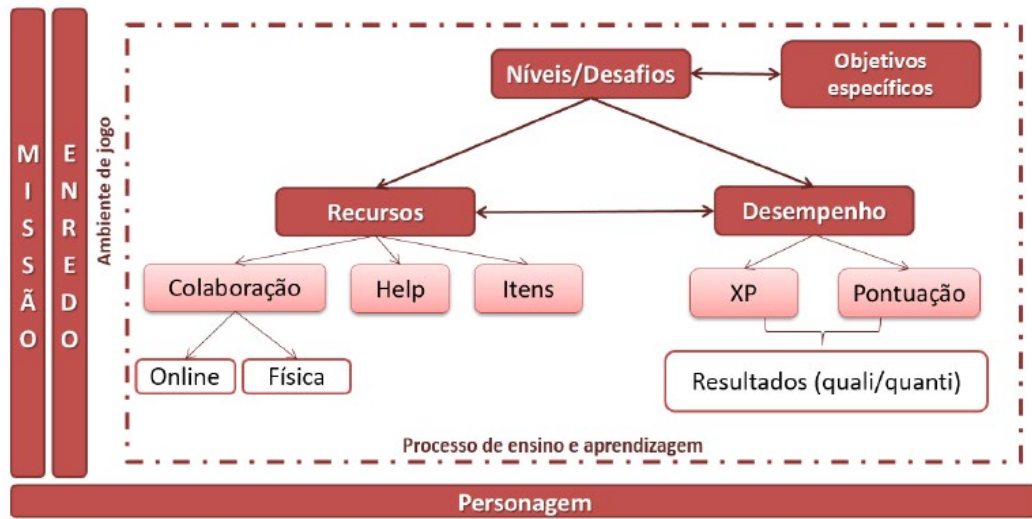 MISSÃO
ENREDO
Ambiente de jogo
Níveis/Desafios
Objetivos
específicos
Recursos
Desempenho
Colaboração
Help
Itens
XP
Pontuação
Online
Física
Resultados (quali/quanti)
Processo de ensino e aprendizagem
Personagem